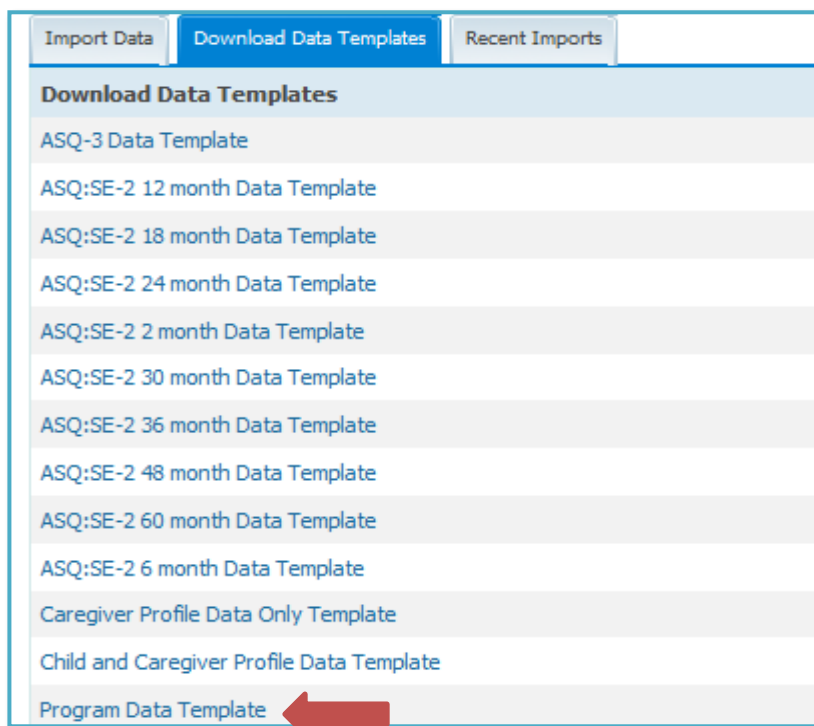 Import Data Download Data Templates Recent Imports
Download Data Templates
ASQ-3 Data Template
ASQ:SE-2 12 month Data Template
ASQ:SE-2 18 month Data Template
ASQ:SE-2 24 month Data Template
ASQ:SE-2 2 month Data Template
ASQ:SE-2 30 month Data Template
ASQ:SE-2 36 month Data Template
ASQ:SE-2 48 month Data Template
ASQ:SE-2 60 month Data Template
ASQ:SE-2 6 month Data Template
Caregiver Profile Data Only Template
Child and Caregiver Profile Data Template
Program Data Template